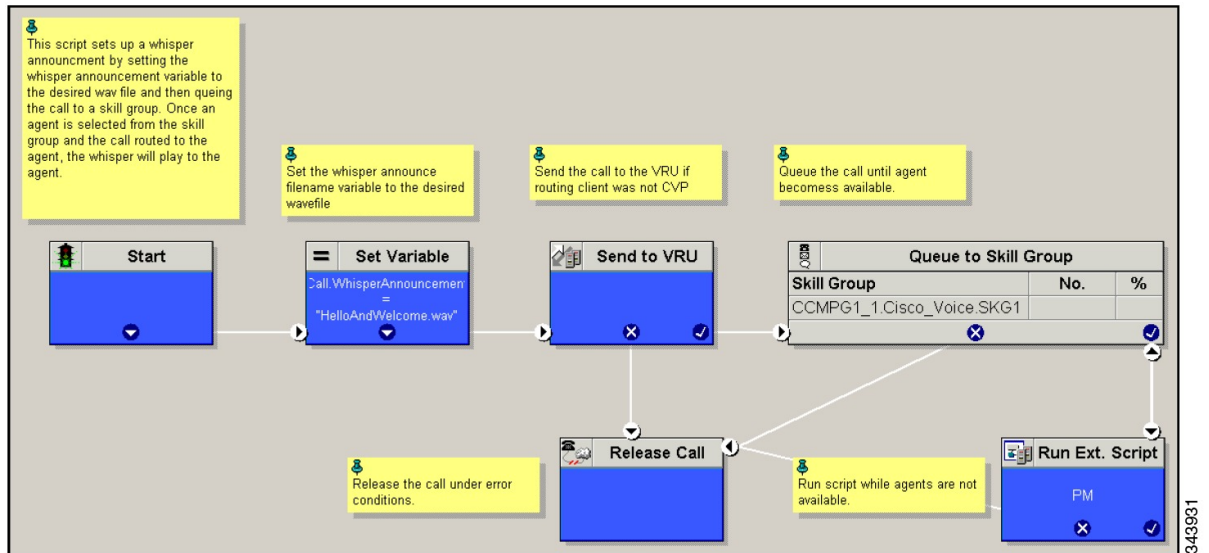 This script sets up a whisper
announcment by setting the
whisper announcement variable to
the desired wav file and then queing
the call to a skill group. Once an
agent is selected from the skill
group and the call routed to the
agent, the whisper will play to the
agent.
Set the whisper announce
filename variable to the desired
wavefile
Send the call to the VRU if
routing client was not CVP
Queue the call until agent
becomess available.
Start
= Set Variable
Call.WhisperAnnouncemen
=
"HelloAndWelcome.wav"
Send to VRU
Queue to Skill Group
Skill Group No. %
CCMPG1_1.Cisco_Voice.SKG1
Release Call
Run Ext. Script
PM
Release the call under error
conditions.
Run script while agents are not
available.
343931